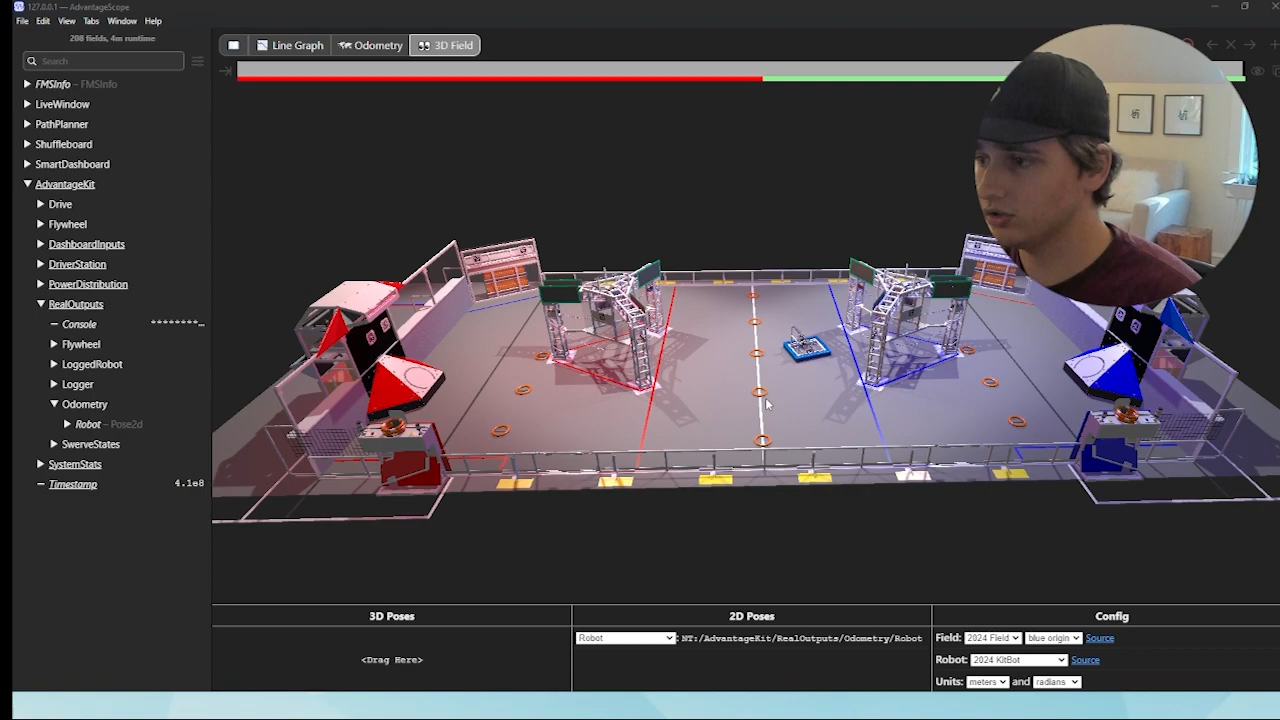 127.0.0.1 — AdvantageScope
File Edit View Tabs Window Help
208 fields, 4m runtime
Line Graph Odometry 3D Field
Search
FMSInfo – FMSInfo
LiveWindow
PathPlanner
Shuffleboard
SmartDashboard
AdvantageKit
Drive
Flywheel
DashboardInputs
DriverStation
PowerDistribution
RealOutputs
Console
Flywheel
LoggedRobot
Logger
Odometry
Robot – Pose2d
SwerveStates
SystemStats
Timestamp 4.1e8
3D Poses 2D Poses Config
Robot NT:/AdvantageKit/RealOutputs/Odometry/Robot
Field: 2024 Field blue origin Source
<Drag Here>
Robot: 2024 KitBot Source
Units: meters and radians